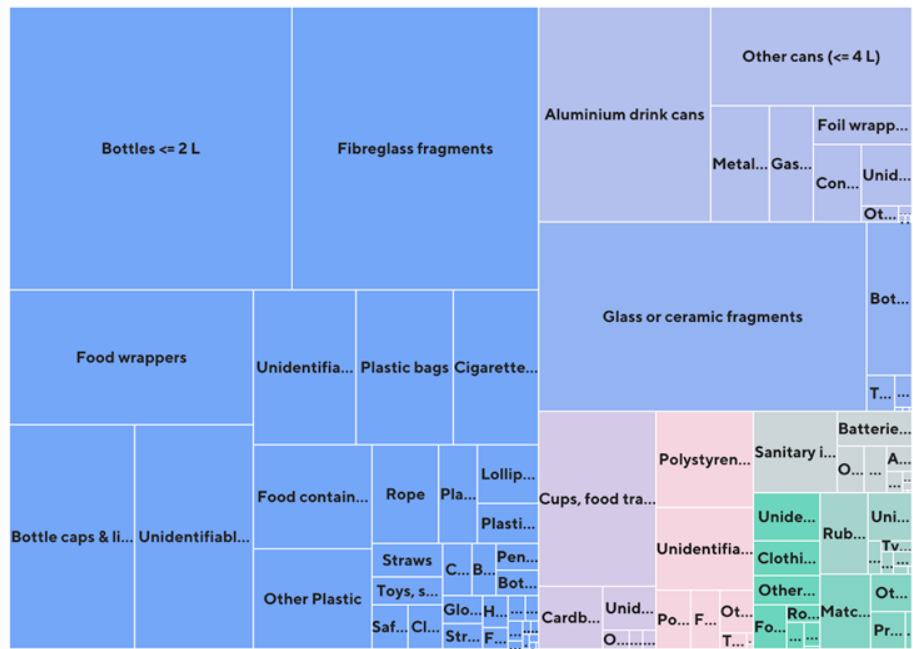 Bottles <= 2 L
Fibreglass fragments
Food wrappers
Unidentifia...
Plastic bags
Cigarette...
Bottle caps & li...
Unidentifiabl...
Food contain...
Rope
Pla...
Lollip...
Plasti...
Other Plastic
Straws
Toys, s...
Saf...
Cl...
C...
B...
Pen...
Bot...
Glo...
H...
Str...
F...
Aluminium drink cans
Other cans (<= 4 L)
Metal...
Gas...
Foil wrapp...
Con...
Unid...
Ot...
Glass or ceramic fragments
Bot...
T...
...
Cups, food tra...
Cardb...
Unid...
O...
Polystyren...
Unidentifia...
Po...
F...
Ot...
T...
Sanitary i...
Batterie...
O...
...
A...
...
Unide...
Clothi...
Other...
Fo...
Ro...
...
Rub...
Uni...
Ty...
...
Matc...
Ot...
Pr...